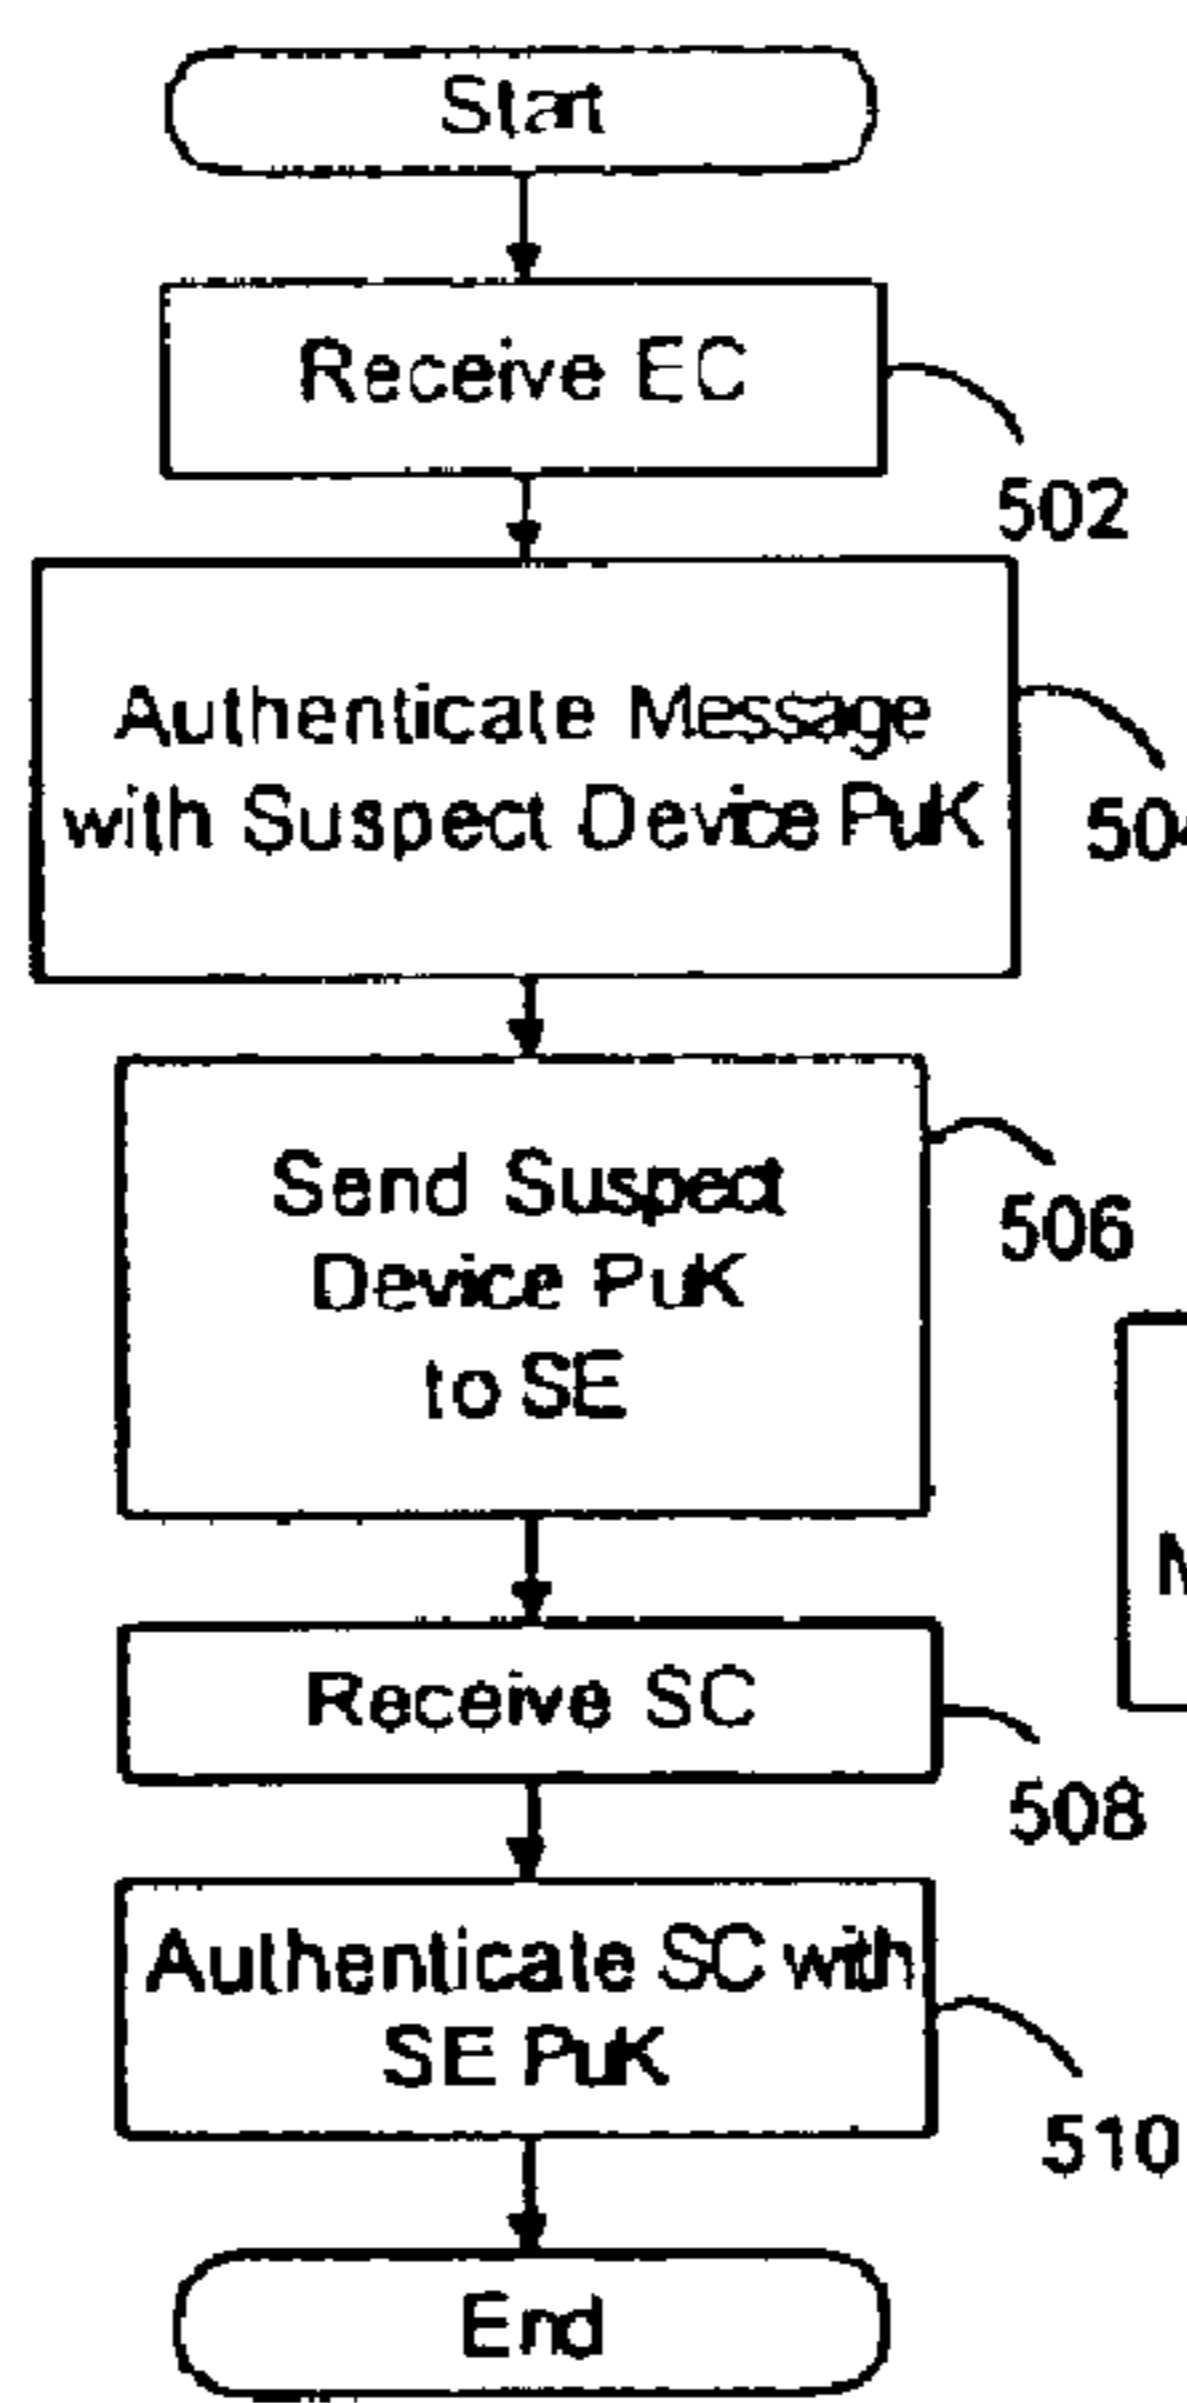 Start
Receive EC
502
Authenticate Message
with Suspect Device PuK
504
Send Suspect
Device PuK
to SE
506
Receive SC
508
Authenticate SC with
SE PuK
510
End